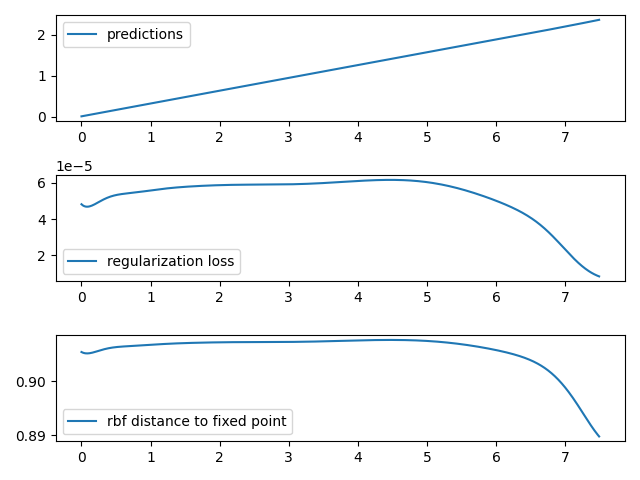 predictions
2
1
0
0 1 2 3 4 5 6 7
1e−5
6
4
2
regularization loss
0 1 2 3 4 5 6 7
0.90
rbf distance to fixed point
0.89
0 1 2 3 4 5 6 7